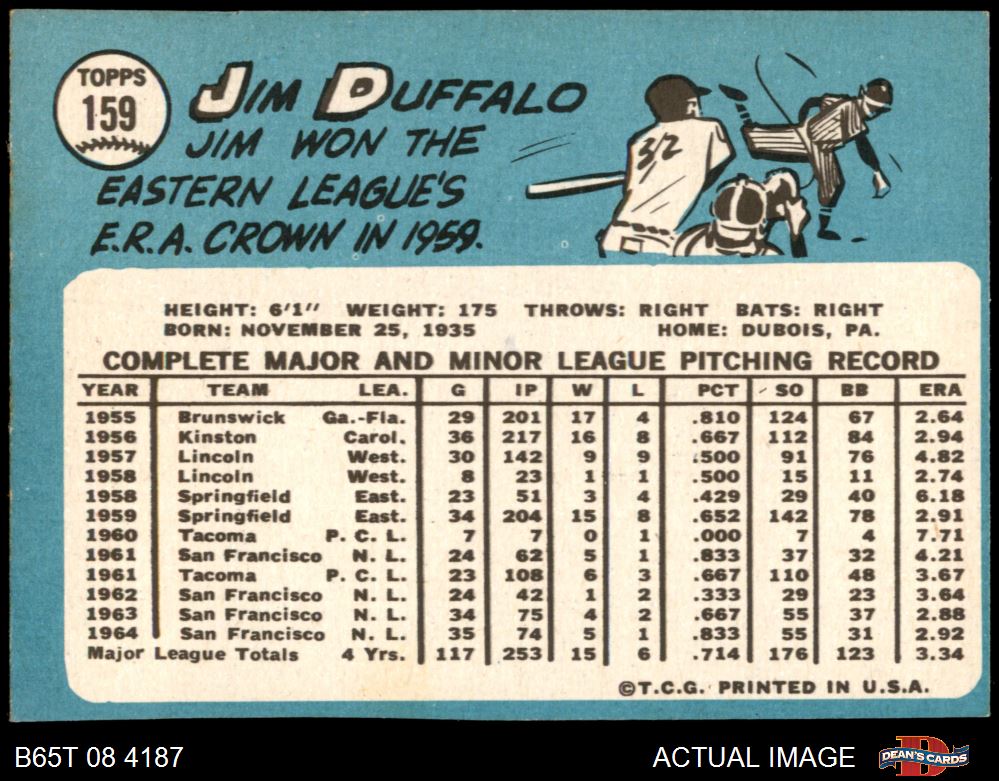 TOPPS
159
JIM DUFFALO
JIM WON THE
EASTERN LEAGUE'S
E.R.A. CROWN IN 1959.
32
HEIGHT: 6'1" WEIGHT: 175 THROWS: RIGHT BATS: RIGHT
BORN: NOVEMBER 25, 1935 HOME: DUBOIS, PA.
COMPLETE MAJOR AND MINOR LEAGUE PITCHING RECORD
YEAR TEAM LEA. G IP W L PCT SO BB ERA
1955 Brunswick Ga.-Fla. 29 201 17 4 .810 124 67 2.64
1956 Kinston Carol. 36 217 16 8 .667 112 84 2.94
1957 Lincoln West. 30 142 9 9 .500 91 76 4.82
1958 Lincoln West. 8 23 1 1 .500 15 11 2.74
1958 Springfield East. 23 51 3 4 .429 29 40 6.18
1959 Springfield East. 34 204 15 8 .652 142 78 2.91
1960 Tacoma P. C. L. 7 7 0 1 .000 7 4 7.71
1961 San Francisco N. L. 24 62 5 1 .833 37 32 4.21
1961 Tacoma P. C. L. 23 108 6 3 .667 110 48 3.67
1962 San Francisco N. L. 24 42 1 2 .333 29 23 3.64
1963 San Francisco N. L. 34 75 4 2 .667 55 37 2.88
1964 San Francisco N. L. 35 74 5 1 .833 55 31 2.92
Major League Totals 4 Yrs. 117 253 15 6 .714 176 123 3.34
©T.C.G. PRINTED IN U.S.A.
B65T 08 4187 ACTUAL IMAGE DEAN'S CARDS